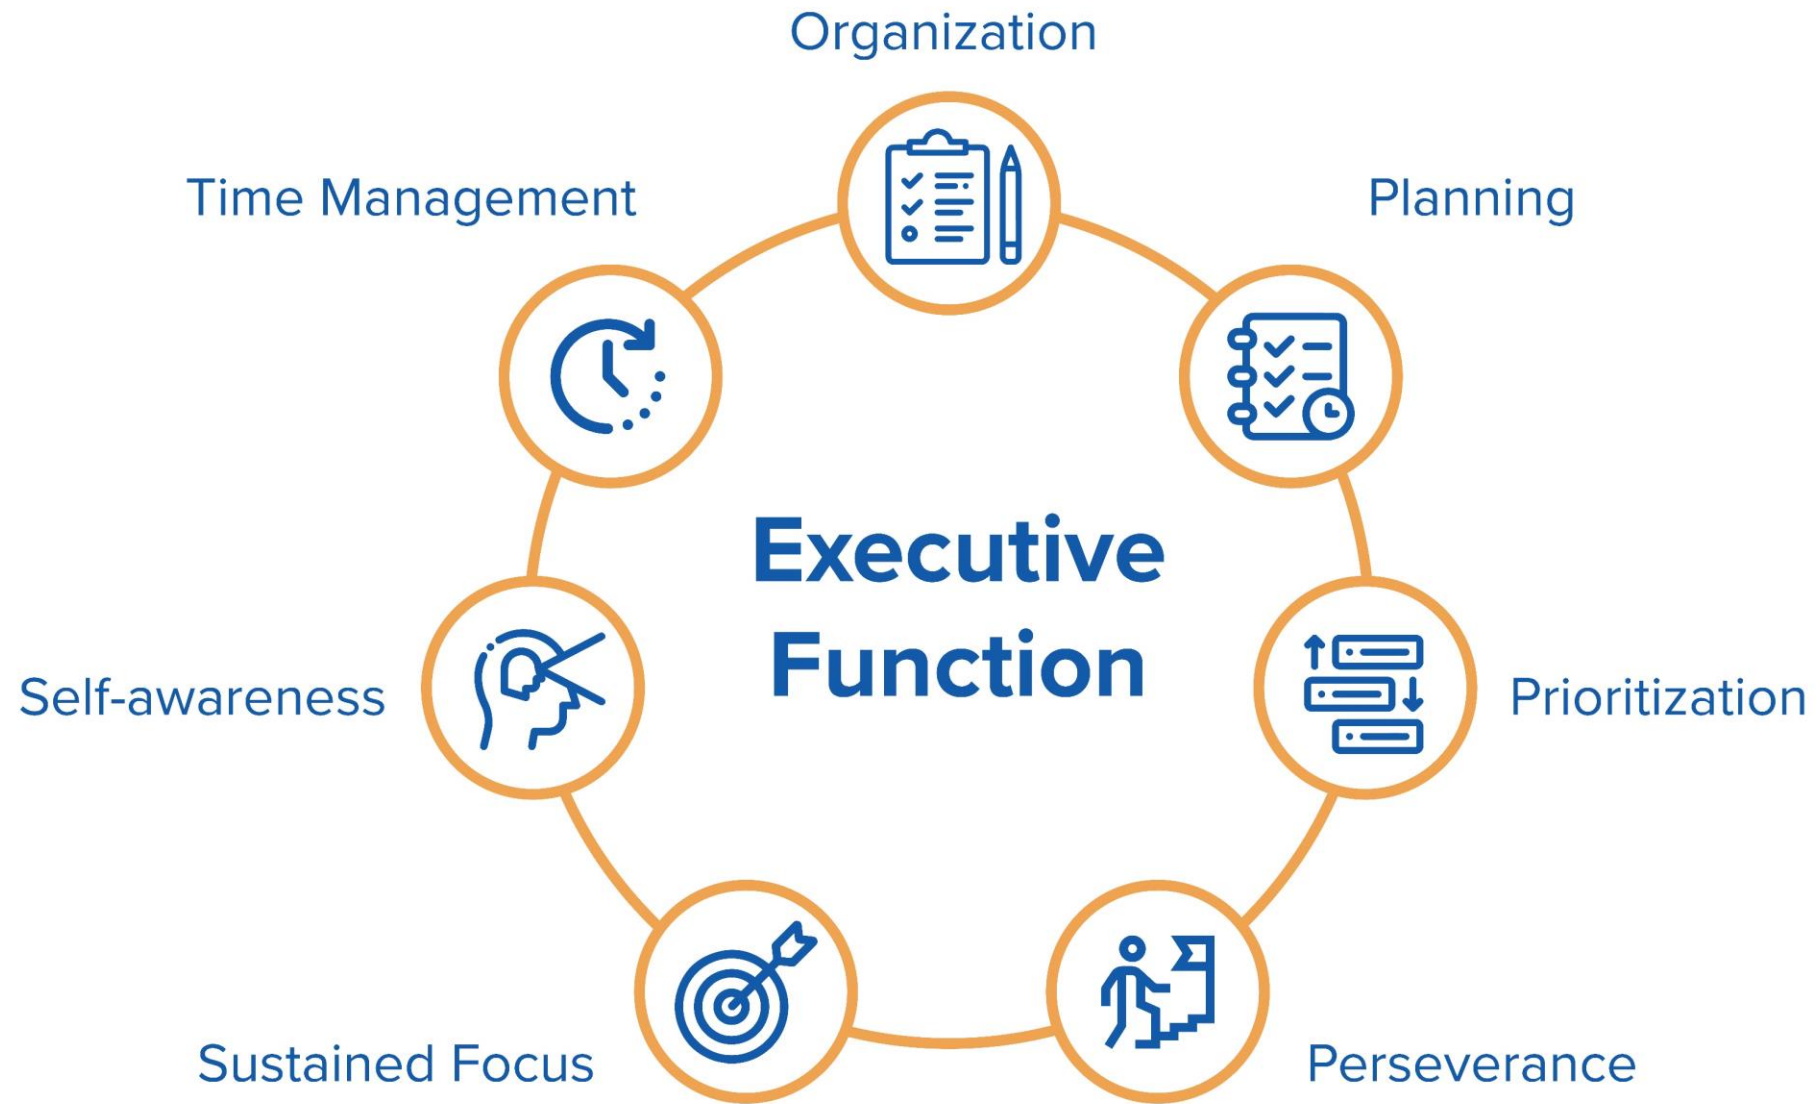 Organization
Time Management
Planning
Executive
Function
Self-awareness
Prioritization
Sustained Focus
Perseverance